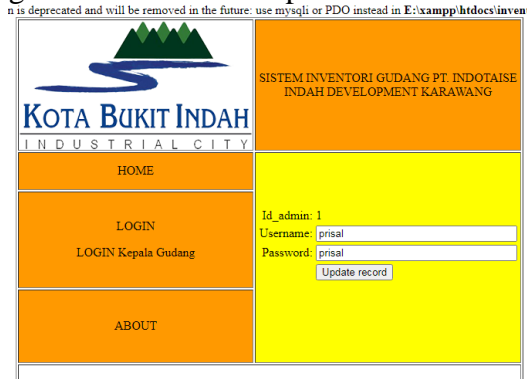 n is deprecated and will be removed in the future: use mysqli or PDO instead in E:\xampp\htdocs\inven
KOTA BUKIT INDAH
INDUSTRIAL CITY
SISTEM INVENTORI GUDANG PT. INDOTAISE
INDAH DEVELOPMENT KARAWANG
HOME
LOGIN
LOGIN Kepala Gudang
ABOUT
Id_admin: 1
Username: prisal
Password: prisal
Update record